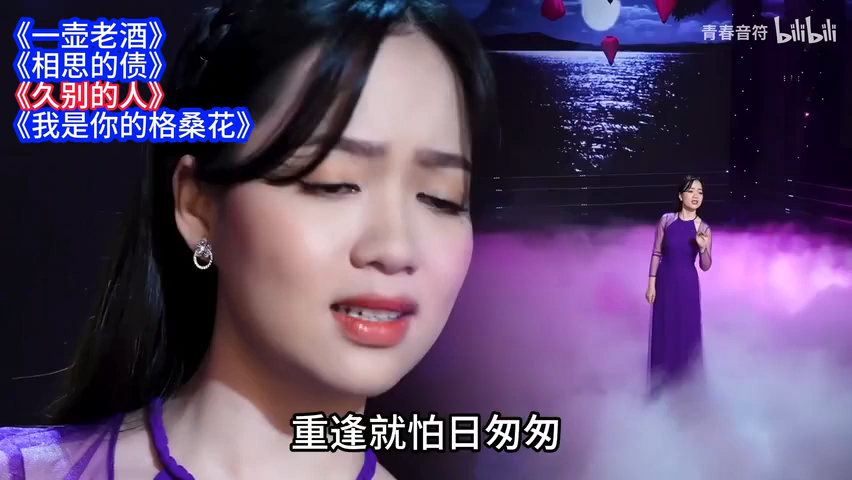 《一壶老酒》
《相思的债》
《久别的人》
《我是你的格桑花》
青春音符 bilibili
重逢就怕日匆匆